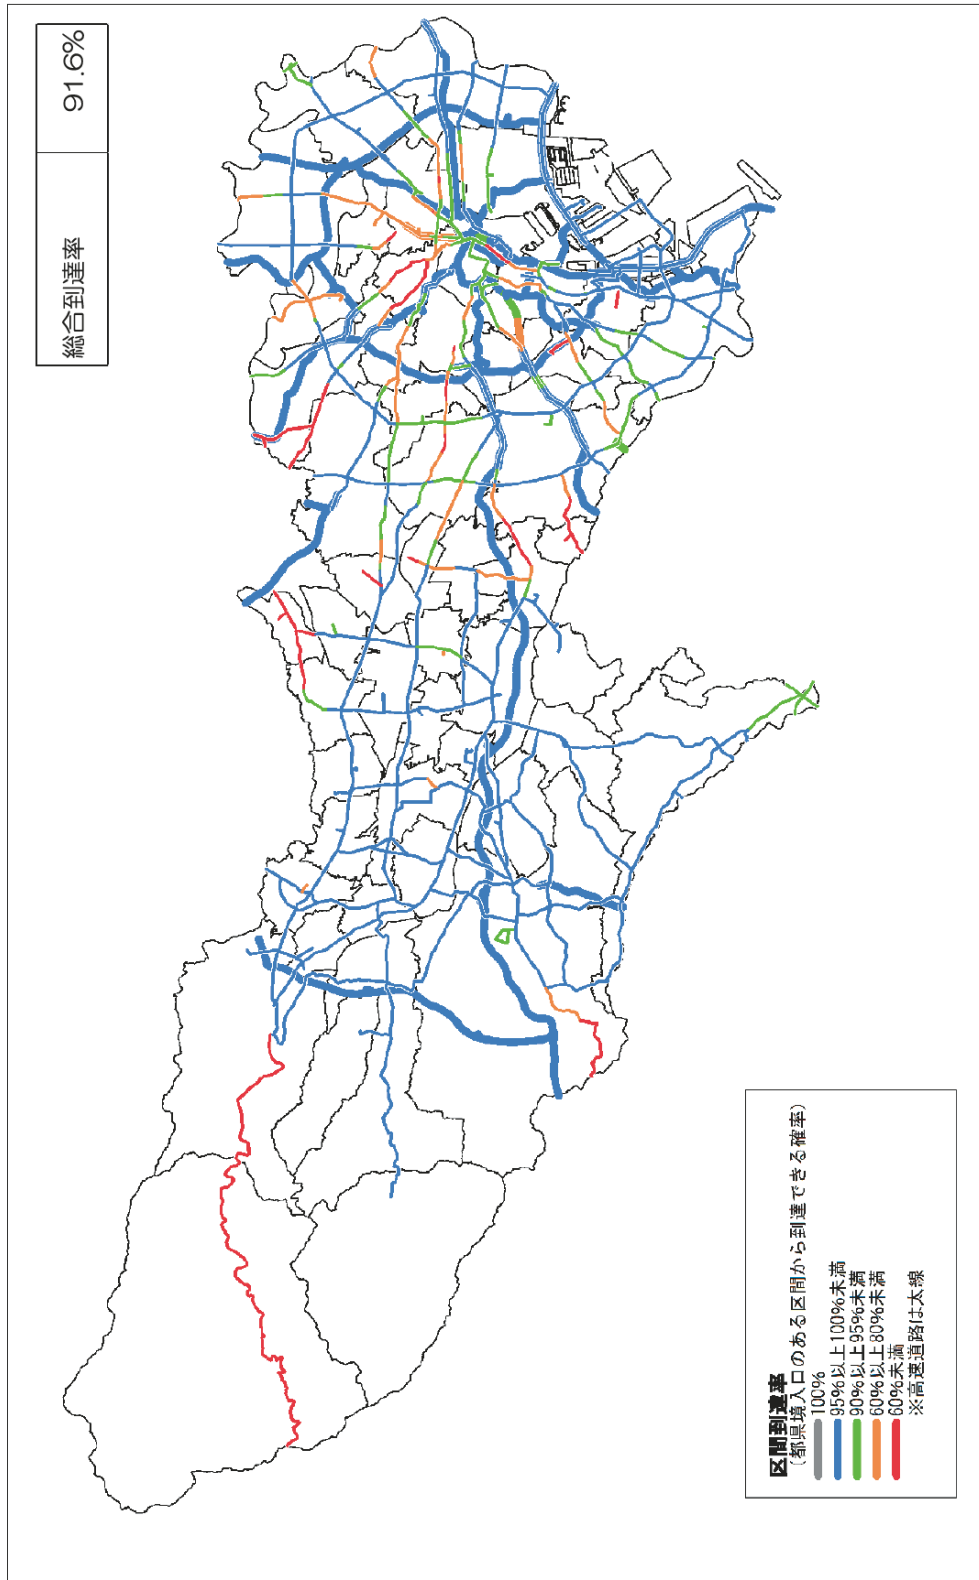 総合到達率 91.6%
区間到達率
(都県境入口のある区間から到達できる確率)
100%
95%以上100%未満
90%以上95%未満
60%以上80%未満
60%未満
※高速道路は太線